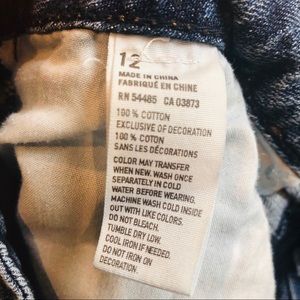 12
MADE IN CHINA
FABRIQUÉ EN CHINE
RN 54485 CA 03873
100 % COTTON
EXCLUSIVE OF DECORATION
100 % COTON
SANS LES DÉCORATIONS
COLOR MAY TRANSFER
WHEN NEW. WASH ONCE
SEPARATELY IN COLD
WATER BEFORE WEARING.
MACHINE WASH COLD INSIDE
OUT WITH LIKE COLORS.
DO NOT BLEACH.
TUMBLE DRY LOW.
COOL IRON IF NEEDED.
DO NOT IRON ON
DECORATION.